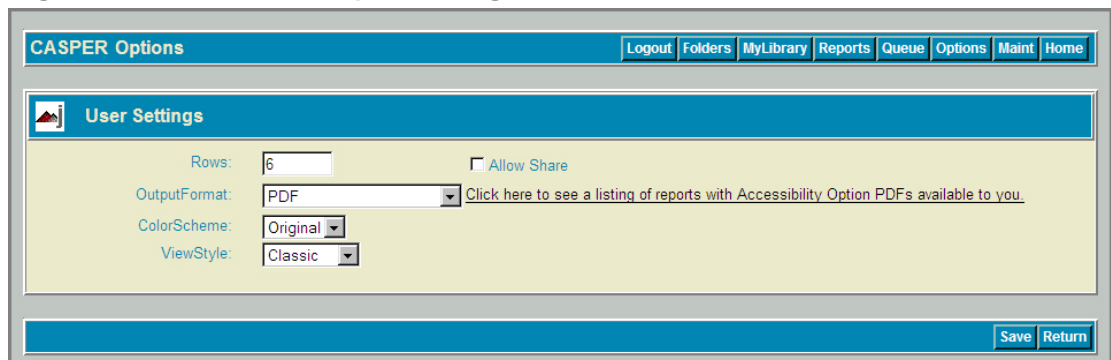 CASPER Options
Logout Folders MyLibrary Reports Queue Options Maint Home
User Settings
Rows: 6 Allow Share
OutputFormat: PDF Click here to see a listing of reports with Accessibility Option PDFs available to you.
ColorScheme: Original
ViewStyle: Classic
Save Return